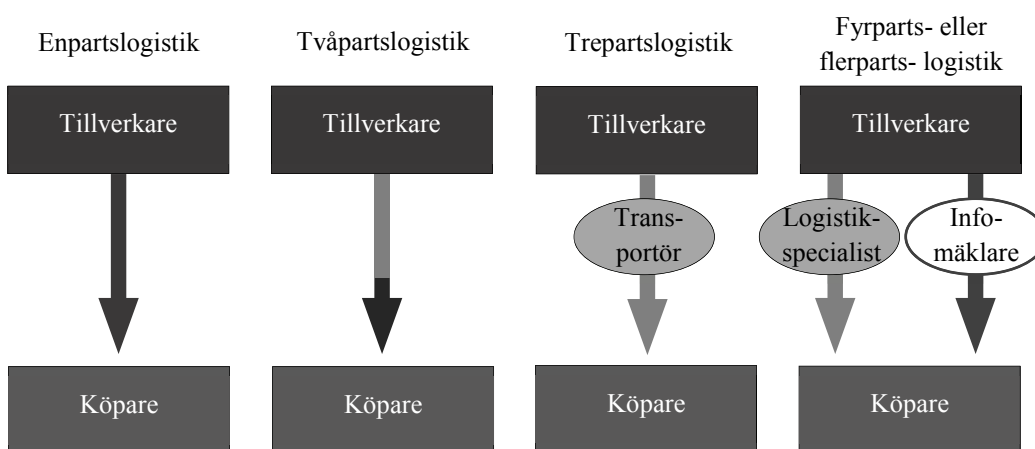 Enpartslogistik
Tvåpartslogistik
Trepartslogistik
Fyrparts- eller
flerparts- logistik
Tillverkare
Tillverkare
Tillverkare
Tillverkare
Trans-
portör
Logistik-
specialist
Info-
mäklare
Köpare
Köpare
Köpare
Köpare